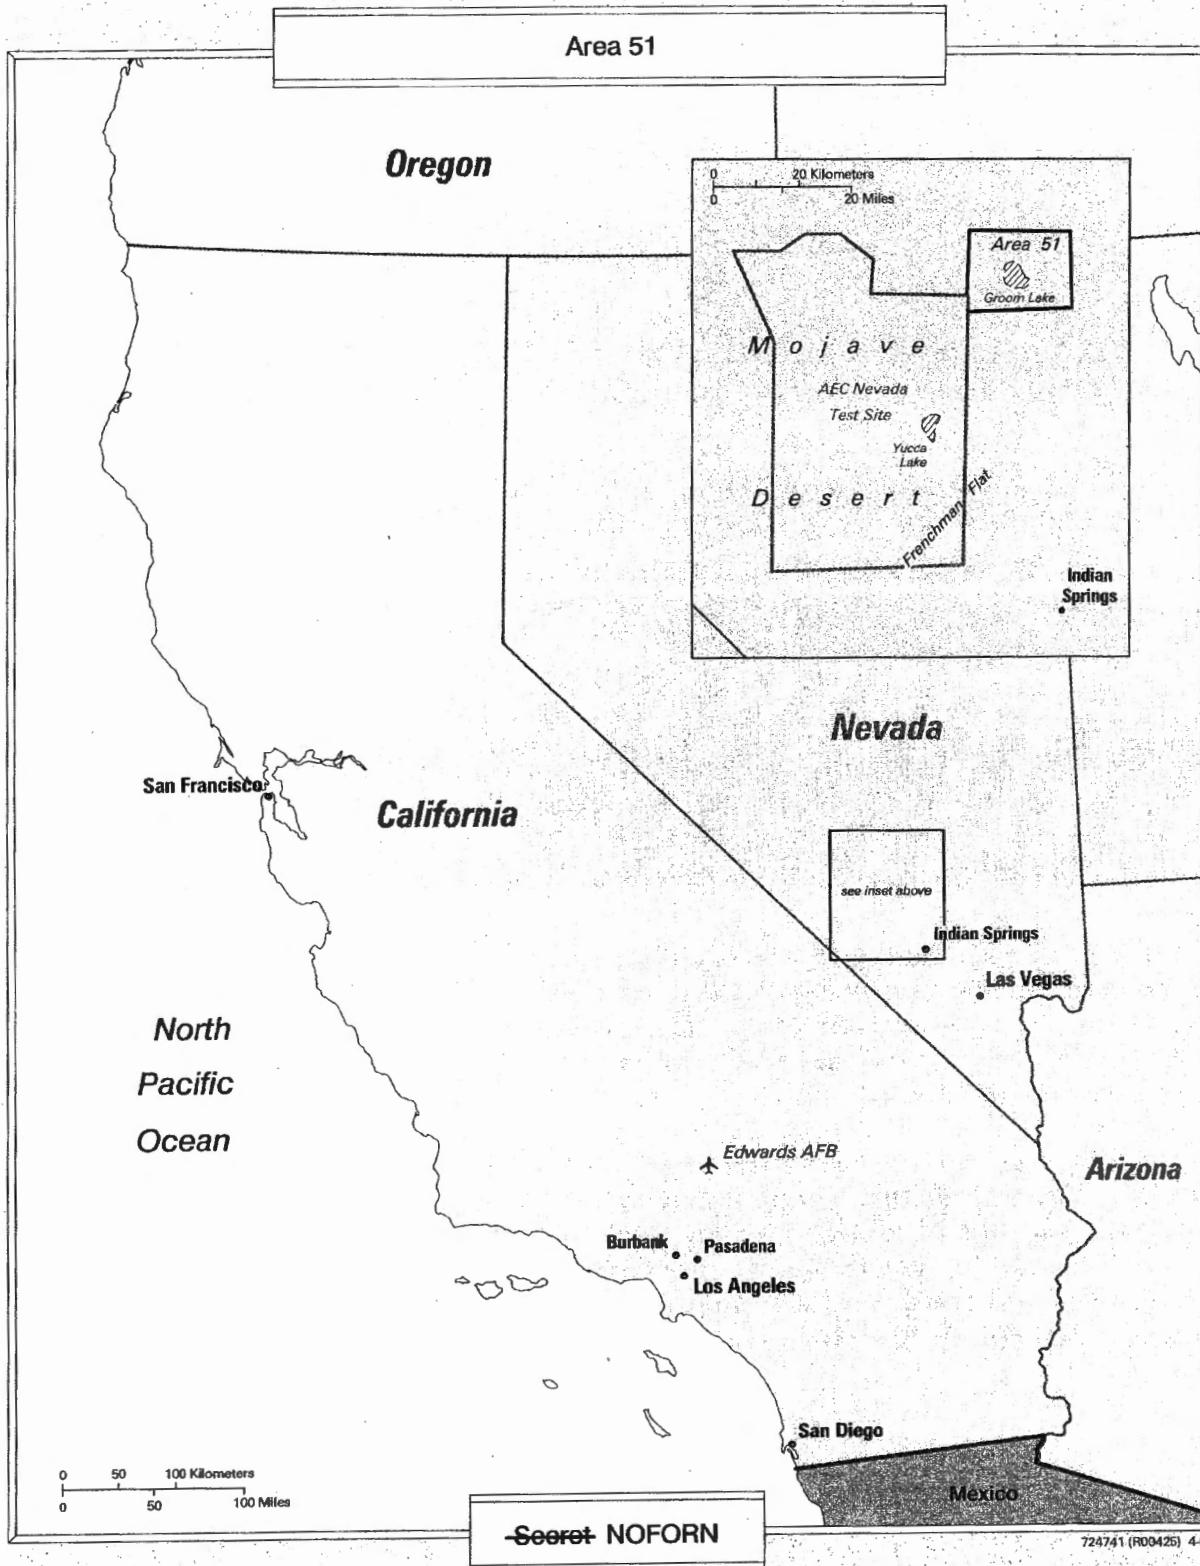 Area 51
Oregon
0 20 Kilometers
0 20 Miles
Area 51
Groom Lake
Mojave
AEC Nevada
Test Site
Yucca
Lake
Desert
Frenchman Flat
Indian
Springs
Nevada
San Francisco
California
see inset above
Indian Springs
Las Vegas
North
Pacific
Ocean
Edwards AFB
Arizona
Burbank
Pasadena
Los Angeles
San Diego
0 50 100 Kilometers
0 50 100 Miles
Mexico
Secret NOFORN
724741 (R00425) 4